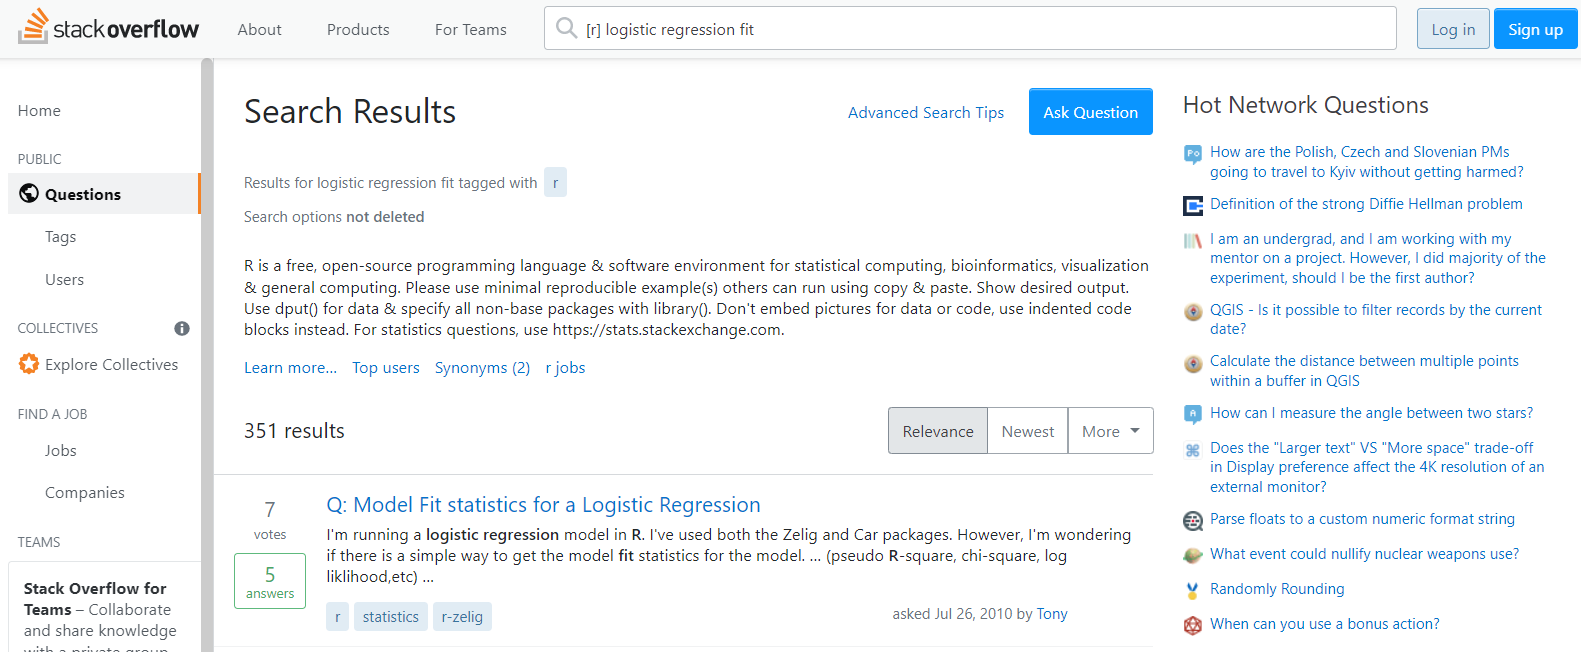 stackoverflow
About
Products
For Teams
[r] logistic regression fit
Log in
Sign up
Home
PUBLIC
Questions
Tags
Users
COLLECTIVES
Explore Collectives
FIND A JOB
Jobs
Companies
TEAMS
Stack Overflow for
Teams – Collaborate
and share knowledge
with a private group.
Search Results
Advanced Search Tips
Ask Question
Results for logistic regression fit tagged with r
Search options not deleted
R is a free, open-source programming language & software environment for statistical computing, bioinformatics, visualization
& general computing. Please use minimal reproducible example(s) others can run using copy & paste. Show desired output.
Use dput() for data & specify all non-base packages with library(). Don't embed pictures for data or code, use indented code
blocks instead. For statistics questions, use https://stats.stackexchange.com.
Learn more... Top users Synonyms (2) r jobs
351 results
Relevance
Newest
More
7
votes
5
answers
Q: Model Fit statistics for a Logistic Regression
I'm running a logistic regression model in R. I've used both the Zelig and Car packages. However, I'm wondering
if there is a simple way to get the model fit statistics for the model. ... (pseudo R-square, chi-square, log
liklihood,etc) ...
r statistics r-zelig
asked Jul 26, 2010 by Tony
Hot Network Questions
How are the Polish, Czech and Slovenian PMs
going to travel to Kyiv without getting harmed?
Definition of the strong Diffie Hellman problem
I am an undergrad, and I am working with my
mentor on a project. However, I did majority of the
experiment, should I be the first author?
QGIS - Is it possible to filter records by the current
date?
Calculate the distance between multiple points
within a buffer in QGIS
How can I measure the angle between two stars?
Does the "Larger text" VS "More space" trade-off
in Display preference affect the 4K resolution of an
external monitor?
Parse floats to a custom numeric format string
What event could nullify nuclear weapons use?
Randomly Rounding
When can you use a bonus action?